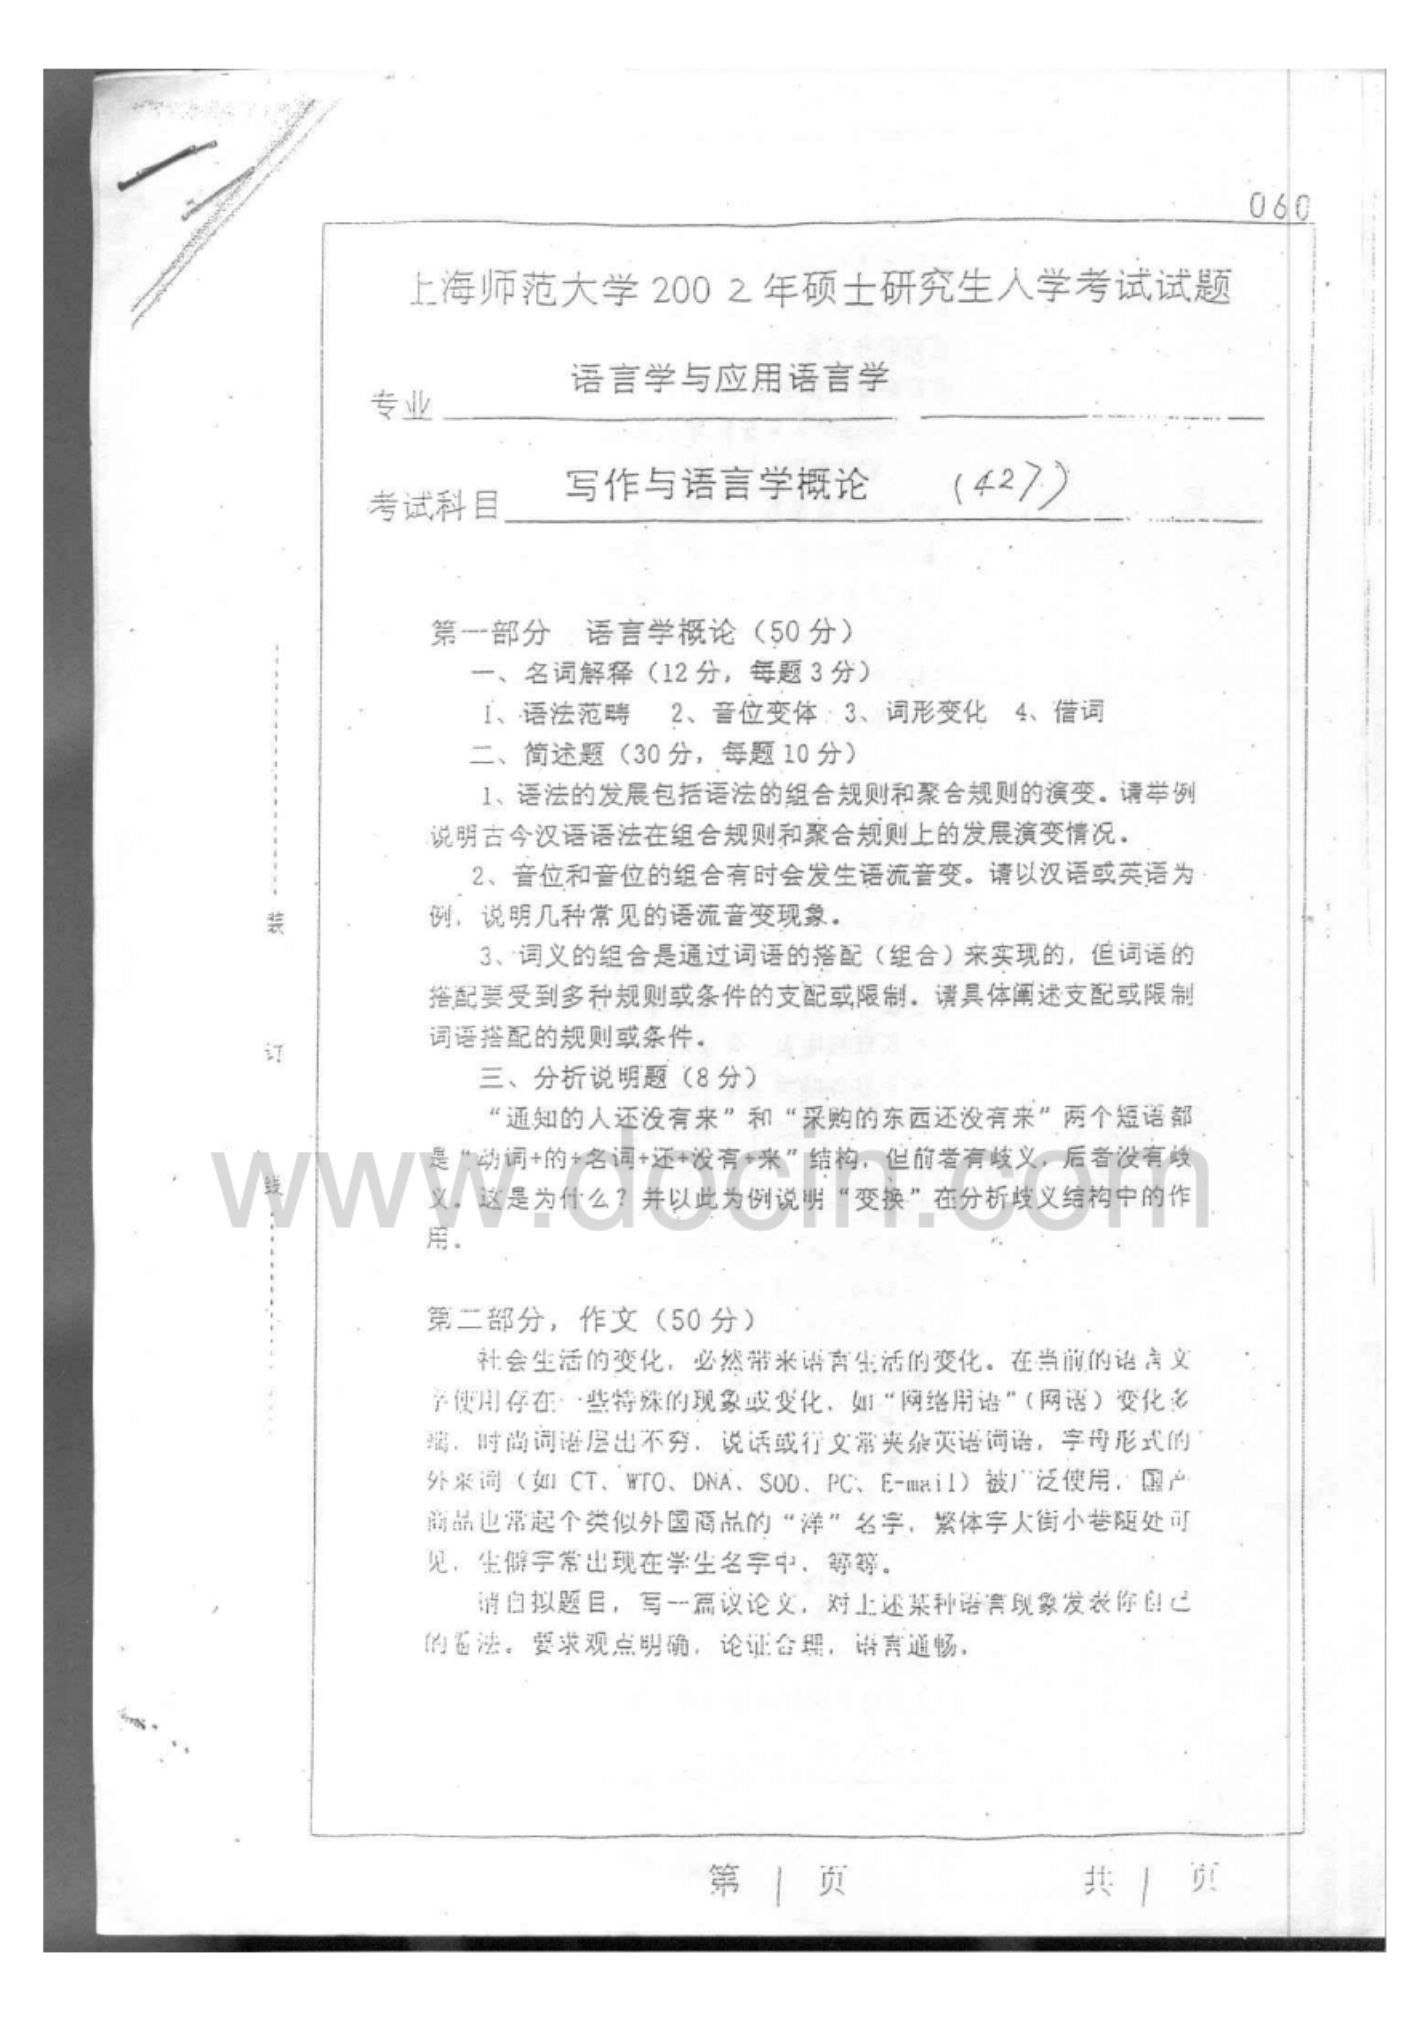 060
上海师范大学2002年硕士研究生入学考试试题
专业 语言学与应用语言学
考试科目 写作与语言学概论 (427)
第一部分 语言学概论（50分）
一、名词解释（12分，每题3分）
1、语法范畴 2、音位变体 3、词形变化 4、借词
二、简述题（30分，每题10分）
1、语法的发展包括语法的组合规则和聚合规则的演变。请举例
说明古今汉语语法在组合规则和聚合规则上的发展演变情况。
2、音位和音位的组合有时会发生语流音变。请以汉语或英语为
例，说明几种常见的语流音变现象。
3、词义的组合是通过词语的搭配（组合）来实现的，但词语的
搭配要受到多种规则或条件的支配或限制。请具体阐述支配或限制
词语搭配的规则或条件。
三、分析说明题（8分）
“通知的人还没有来”和“采购的东西还没有来”两个短语都
是“动词+的+名词+还+没有+来”结构，但前者有歧义，后者没有歧
义。这是为什么？并以此为例说明“变换”在分析歧义结构中的作
用。
第二部分，作文（50分）
社会生活的变化，必然带来语言生活的变化。在当前的语言文
字使用存在一些特殊的现象或变化，如“网络用语”（网语）变化多
端，时尚词语层出不穷，说话或行文常夹杂英语词语，字母形式的
外来词（如CT、WTO、DNA、SOD、PC、E-mail）被广泛使用，国产
商品也常起个类似外国商品的“洋”名字，繁体字大街小巷随处可
见，生僻字常出现在学生名字中，等等。
请自拟题目，写一篇议论文，对上述某种语言现象发表你自己
的看法。要求观点明确，论证合理，语言通畅。
装
订
线
第 1 页 共 1 页
www.docin.com